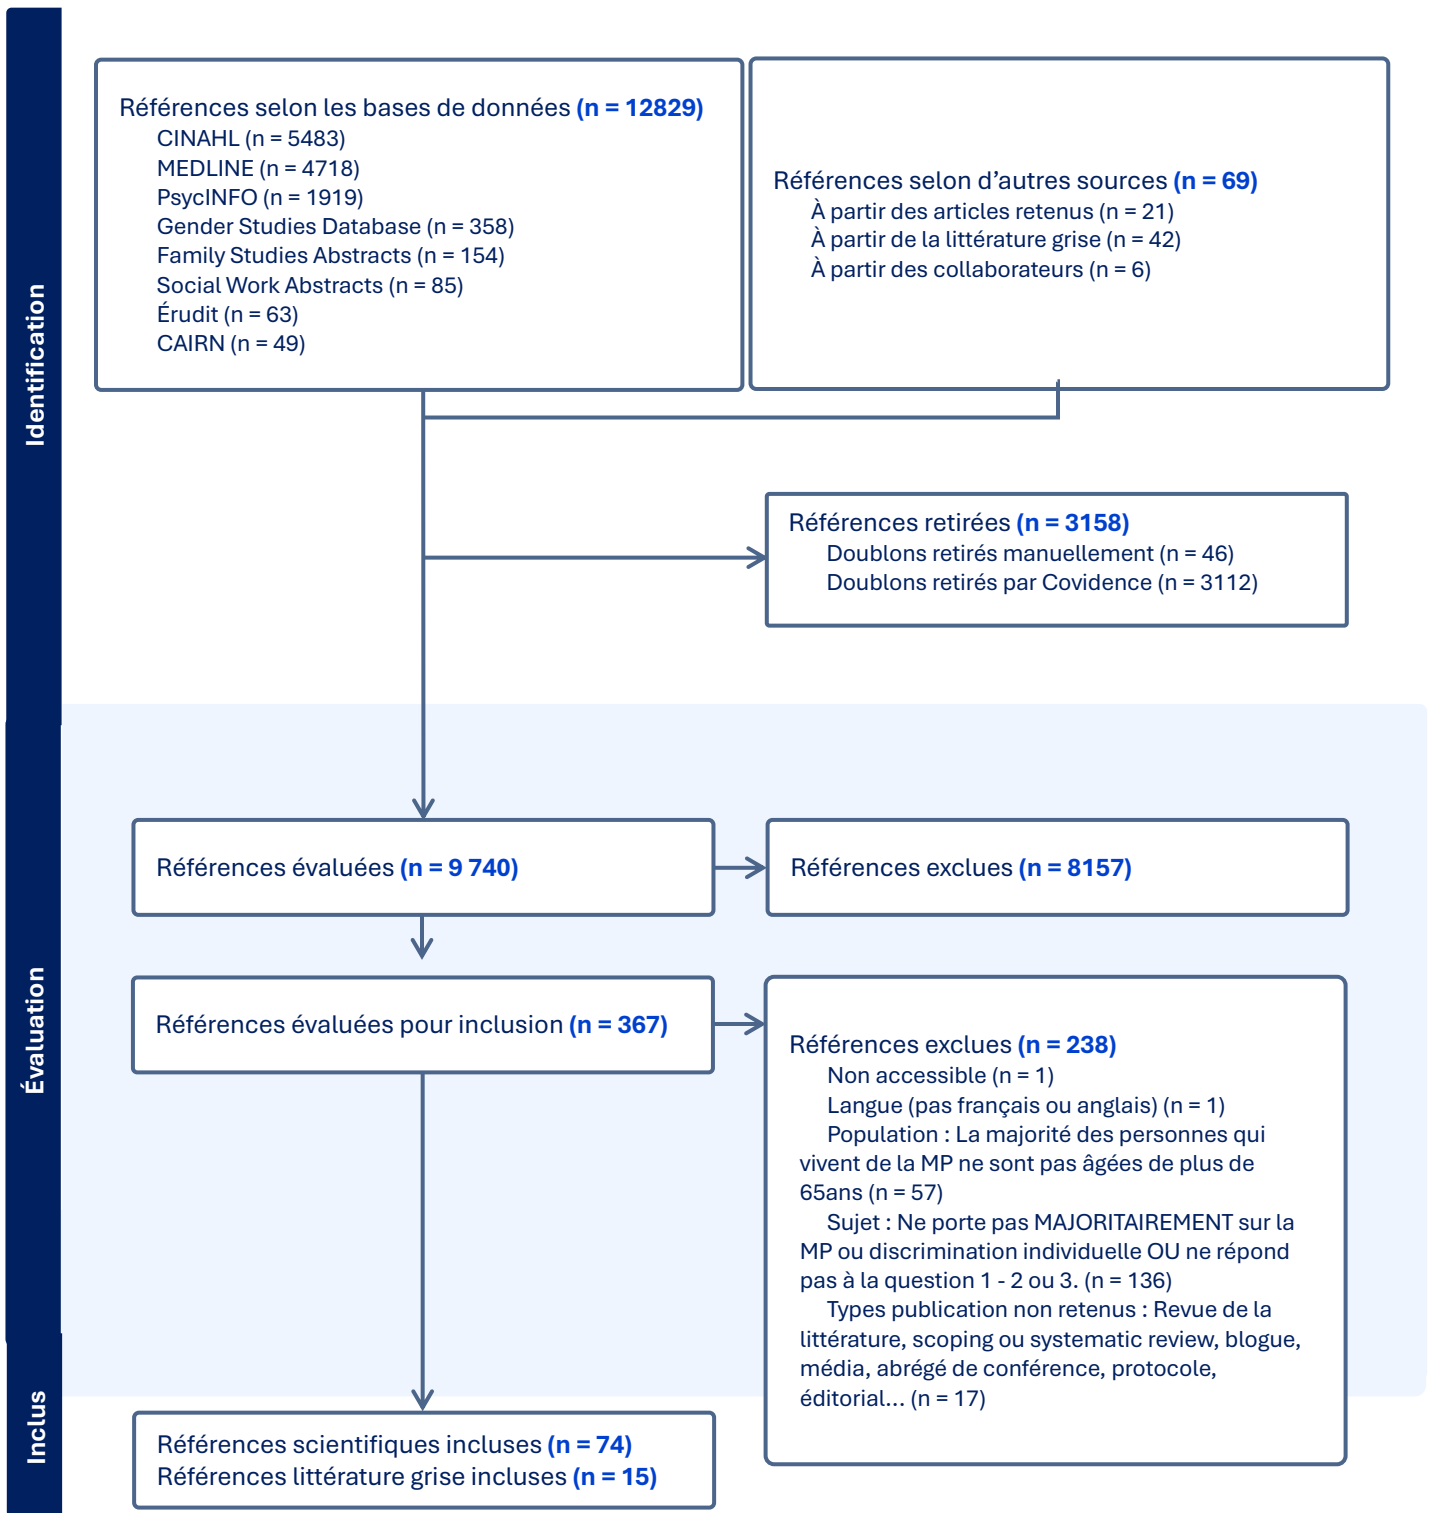 Identification
Références selon les bases de données (n = 12829)
CINAHL (n = 5483)
MEDLINE (n = 4718)
PsycINFO (n = 1919)
Gender Studies Database (n = 358)
Family Studies Abstracts (n = 154)
Social Work Abstracts (n = 85)
Érudit (n = 63)
CAIRN (n = 49)
Références selon d’autres sources (n = 69)
À partir des articles retenus (n = 21)
À partir de la littérature grise (n = 42)
À partir des collaborateurs (n = 6)
Références retirées (n = 3158)
Doublons retirés manuellement (n = 46)
Doublons retirés par Covidence (n = 3112)
Évaluation
Références évaluées (n = 9 740)
Références exclues (n = 8157)
Références évaluées pour inclusion (n = 367)
Références exclues (n = 238)
Non accessible (n = 1)
Langue (pas français ou anglais) (n = 1)
Population : La majorité des personnes qui
vivent de la MP ne sont pas âgées de plus de
65ans (n = 57)
Sujet : Ne porte pas MAJORITAIREMENT sur la
MP ou discrimination individuelle OU ne répond
pas à la question 1 - 2 ou 3. (n = 136)
Types publication non retenus : Revue de la
littérature, scoping ou systematic review, blogue,
média, abrégé de conférence, protocole,
éditorial... (n = 17)
Inclus
Références scientifiques incluses (n = 74)
Références littérature grise incluses (n = 15)